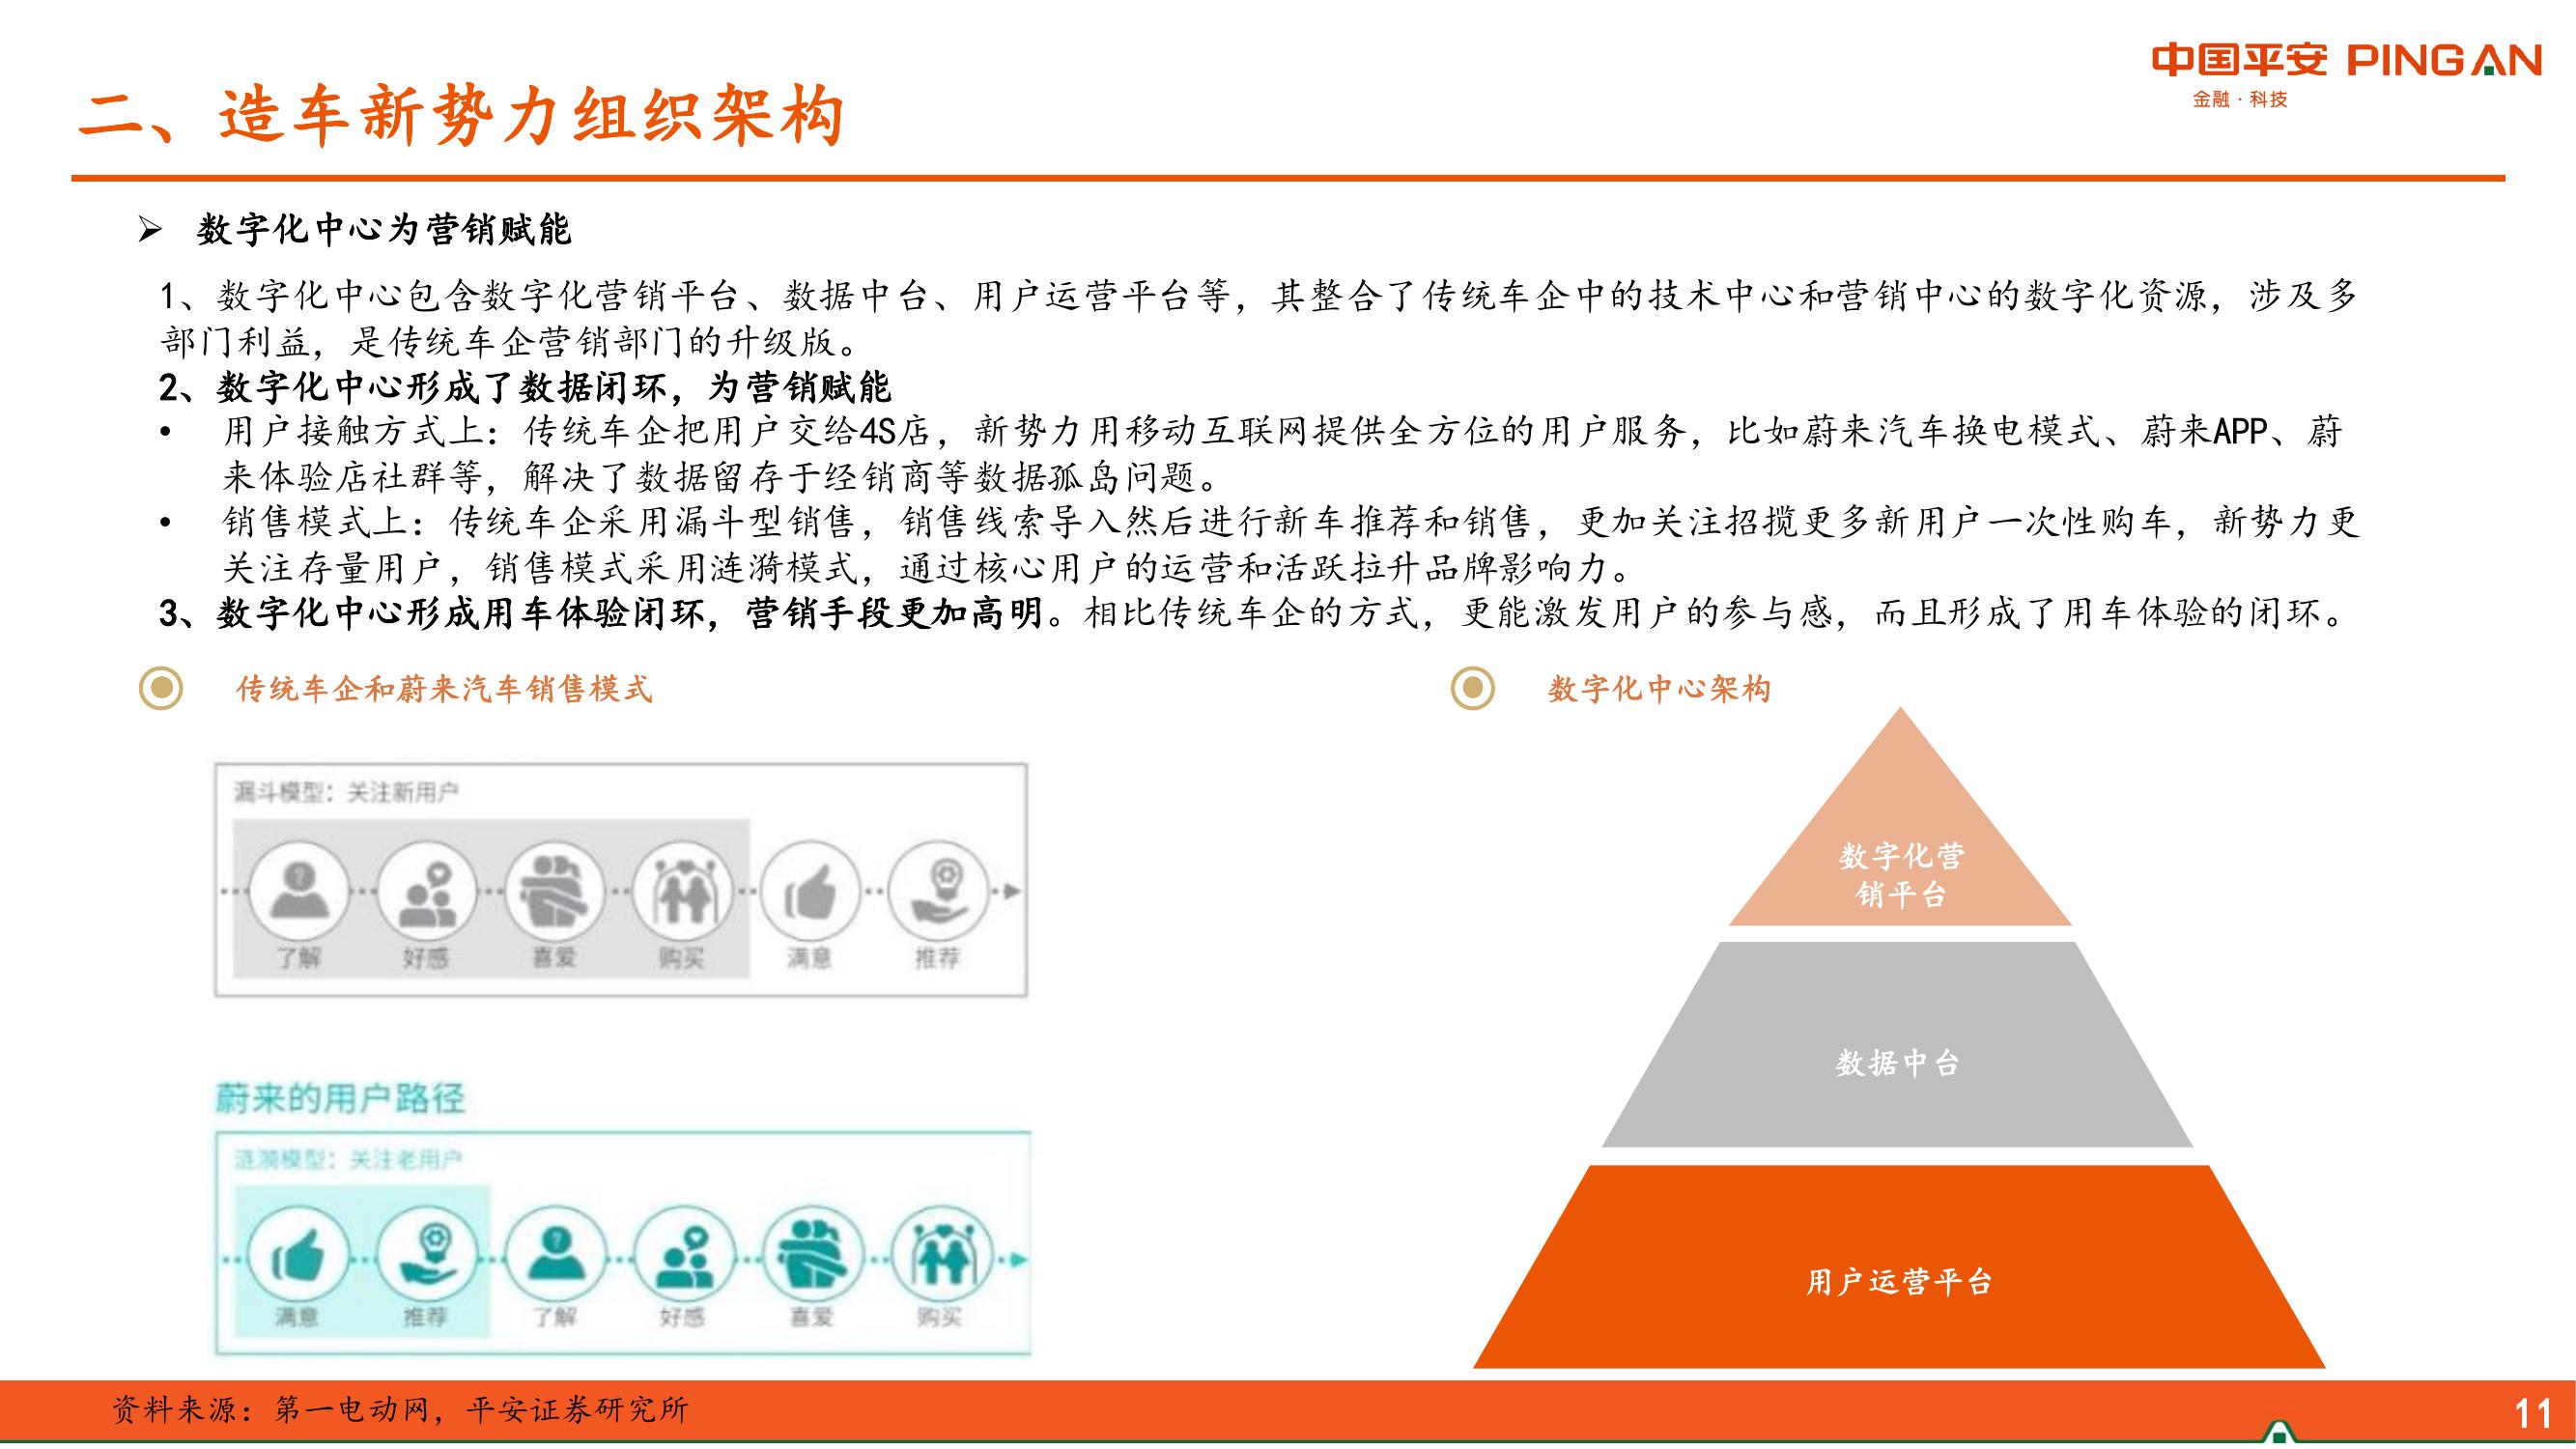 中国平安 PINGAN
金融·科技
二、造车新势力组织架构
➢ 数字化中心为营销赋能
1、数字化中心包含数字化营销平台、数据中台、用户运营平台等，其整合了传统车企中的技术中心和营销中心的数字化资源，涉及多
部门利益，是传统车企营销部门的升级版。
2、数字化中心形成了数据闭环，为营销赋能
• 用户接触方式上：传统车企把用户交给4S店，新势力用移动互联网提供全方位的用户服务，比如蔚来汽车换电模式、蔚来APP、蔚
来体验店社群等，解决了数据留存于经销商等数据孤岛问题。
• 销售模式上：传统车企采用漏斗型销售，销售线索导入然后进行新车推荐和销售，更加关注招揽更多新用户一次性购车，新势力更
关注存量用户，销售模式采用涟漪模式，通过核心用户的运营和活跃拉升品牌影响力。
3、数字化中心形成用车体验闭环，营销手段更加高明。相比传统车企的方式，更能激发用户的参与感，而且形成了用车体验的闭环。
传统车企和蔚来汽车销售模式
漏斗模型：关注新用户
了解 好感 喜爱 购买 满意 推荐
蔚来的用户路径
涟漪模型：关注老用户
满意 推荐 了解 好感 喜爱 购买
数字化中心架构
数字化营
销平台
数据中台
用户运营平台
资料来源：第一电动网，平安证券研究所
11